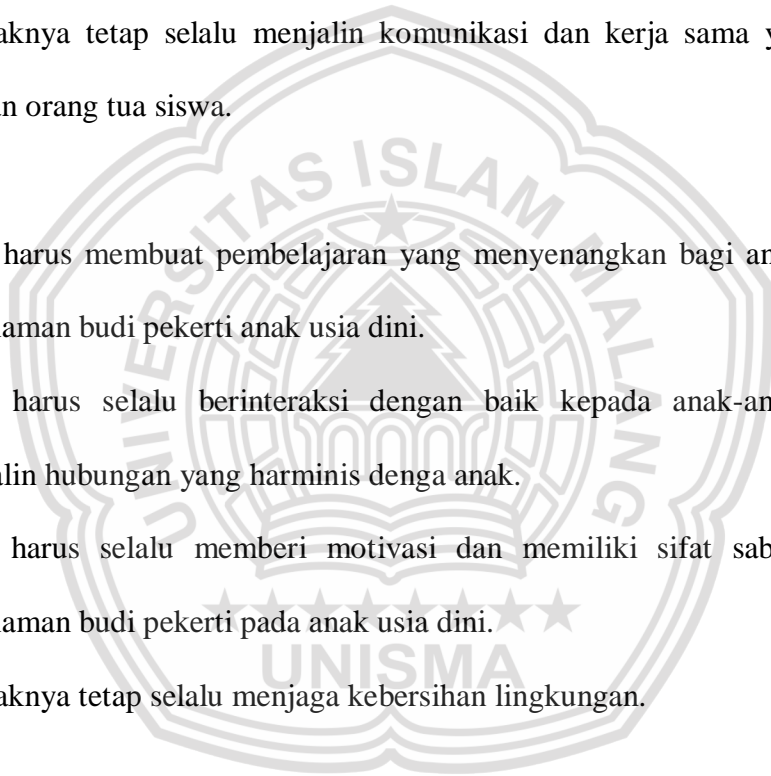 aknya tetap selalu menjalin komunikasi dan kerja sama y
n orang tua siswa.
UNIVERSITAS ISLAM MALANG
harus membuat pembelajaran yang menyenangkan bagi an
aman budi pekerti anak usia dini.
harus selalu berinteraksi dengan baik kepada anak-an
alin hubungan yang harminis denga anak.
harus selalu memberi motivasi dan memiliki sifat sab
aman budi pekerti pada anak usia dini.
UNISMA
aknya tetap selalu menjaga kebersihan lingkungan.